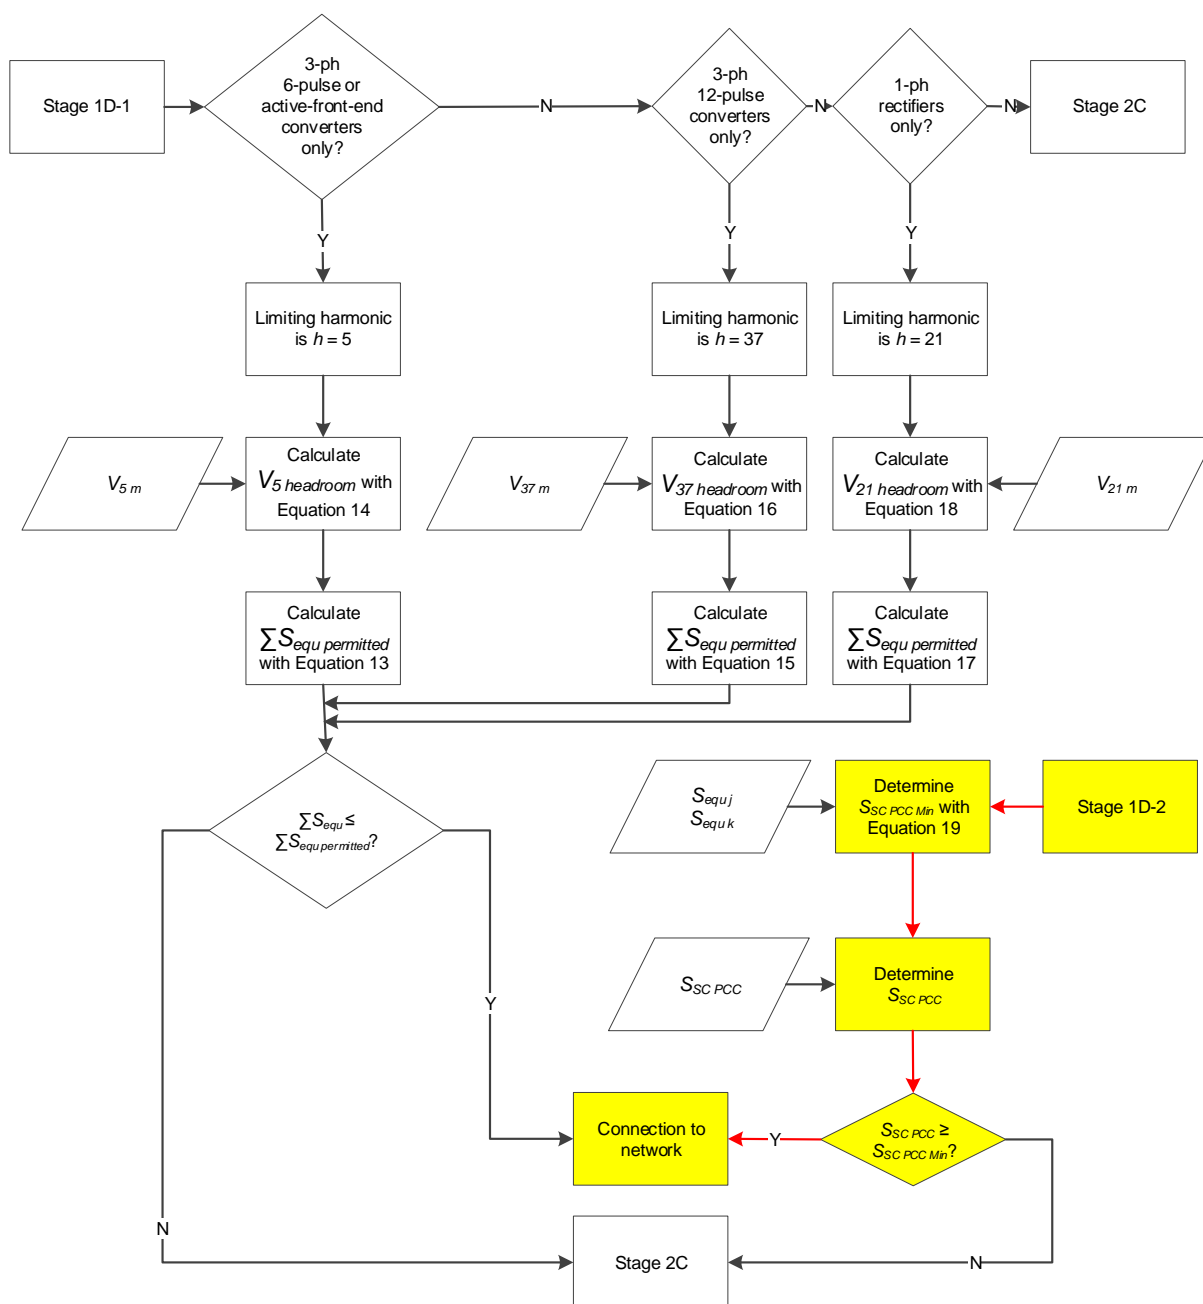 Stage 1D-1
3-ph
6-pulse or
active-front-end
converters
only?
N
3-ph
12-pulse
converters
only?
N
1-ph
rectifiers
only?
N
Stage 2C
Y
Y
Y
Limiting harmonic
is h = 5
Limiting harmonic
is h = 37
Limiting harmonic
is h = 21
V5 m
Calculate
V5 headroom with
Equation 14
V37 m
Calculate
V37 headroom with
Equation 16
Calculate
V21 headroom with
Equation 18
V21 m
Calculate
∑Sequ permitted
with Equation 13
Calculate
∑Sequ permitted
with Equation 15
Calculate
∑Sequ permitted
with Equation 17
∑Sequ ≤
∑Sequ permitted?
Sequ j
Sequ k
Determine
SSC PCC Min with
Equation 19
Stage 1D-2
SSC PCC
Determine
SSC PCC
Y
Connection to
network
Y
SSC PCC ≥
SSC PCC Min?
N
Stage 2C
N